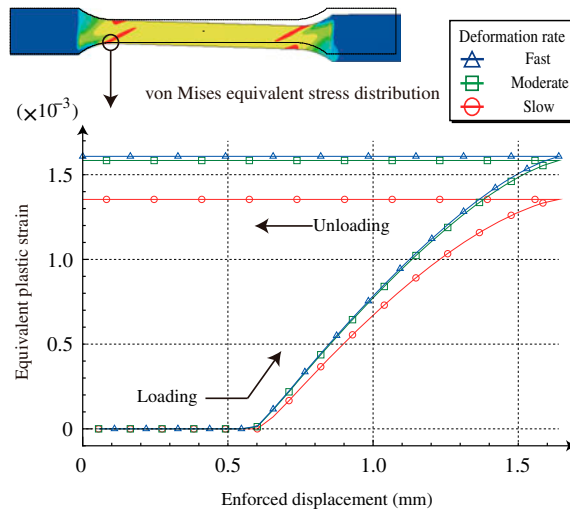 Deformation rate
Fast
Moderate
Slow
von Mises equivalent stress distribution
(×10⁻³)
1.5
1.0
0.5
0
Equivalent plastic strain
Unloading
Loading
0 0.5 1.0 1.5
Enforced displacement (mm)